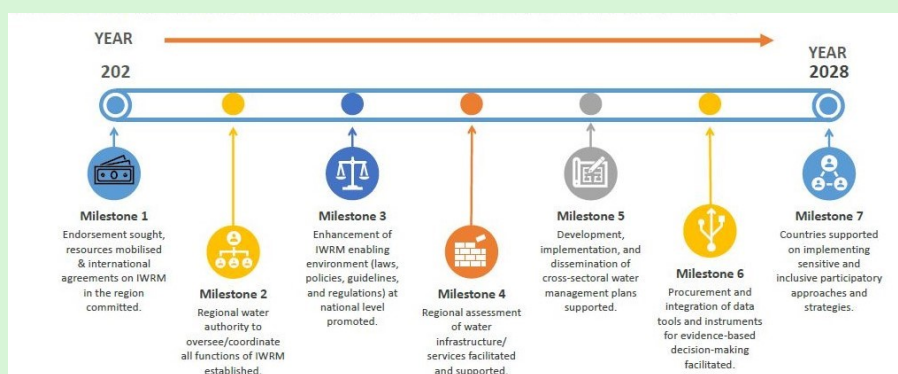 YEAR
202
YEAR
2028
Milestone 1
Endorsement sought,
resources mobilised
& international
agreements on IWRM
in the region
committed.
Milestone 2
Regional water
authority to
oversee/coordinate
all functions of IWRM
established.
Milestone 3
Enhancement of
IWRM enabling
environment (laws,
policies, guidelines,
and regulations) at
national level
promoted.
Milestone 4
Regional assessment
of water
infrastructure/
services facilitated
and supported.
Milestone 5
Development,
implementation, and
dissemination of
cross-sectoral water
management plans
supported.
Milestone 6
Procurement and
integration of data
tools and instruments
for evidence-based
decision-making
facilitated.
Milestone 7
Countries supported
on implementing
sensitive and
inclusive participatory
approaches and
strategies.